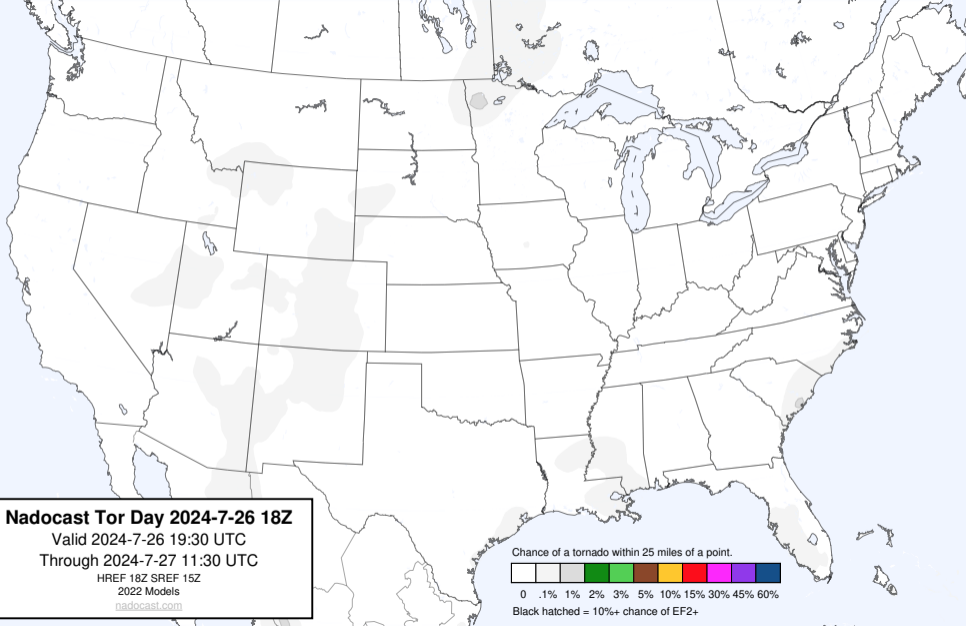 Nadocast Tor Day 2024-7-26 18Z
Valid 2024-7-26 19:30 UTC
Through 2024-7-27 11:30 UTC
HREF 18Z SREF 15Z
2022 Models
nadocast.com
Chance of a tornado within 25 miles of a point.
0 .1% 1% 2% 3% 5% 10% 15% 30% 45% 60%
Black hatched = 10%+ chance of EF2+